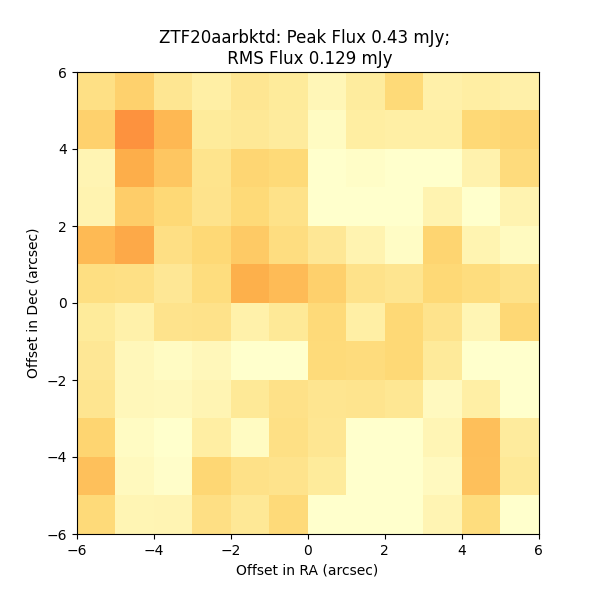 ZTF20aarbktd: Peak Flux 0.43 mJy;
RMS Flux 0.129 mJy
6
4
2
0
−2
−4
−6
Offset in Dec (arcsec)
−6 −4 −2 0 2 4 6
Offset in RA (arcsec)